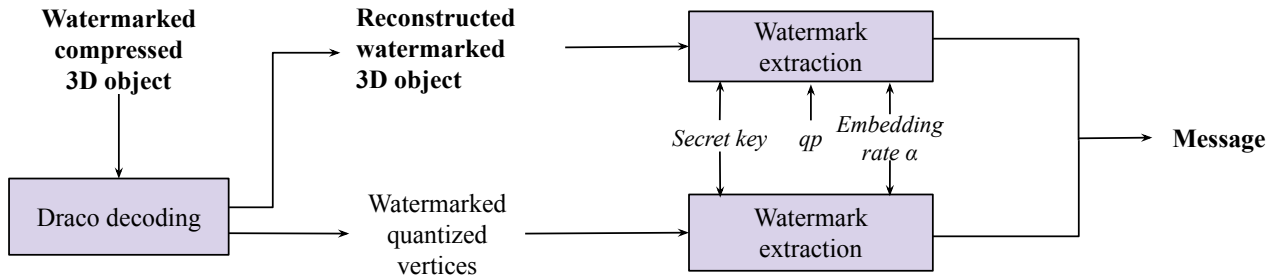 Watermarked
compressed
3D object
Reconstructed
watermarked
3D object
Watermark
extraction
Secret key
qp
Embedding
rate α
Message
Draco decoding
Watermarked
quantized
vertices
Watermark
extraction